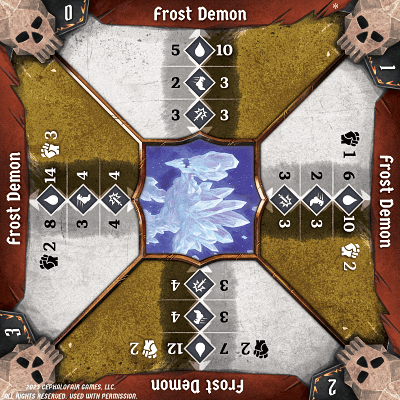 Frost Demon
0
5 10
2 3
3 3
Frost Demon
1
1 6 10 2
2 3
3 3
Frost Demon
2
2 7 12 2
3 4
3 4
Frost Demon
3
2 8 14 3
3 4
4 4
2023 CEPHALOFAIR GAMES, LLC.
ALL RIGHTS RESERVED. USED WITH PERMISSION.